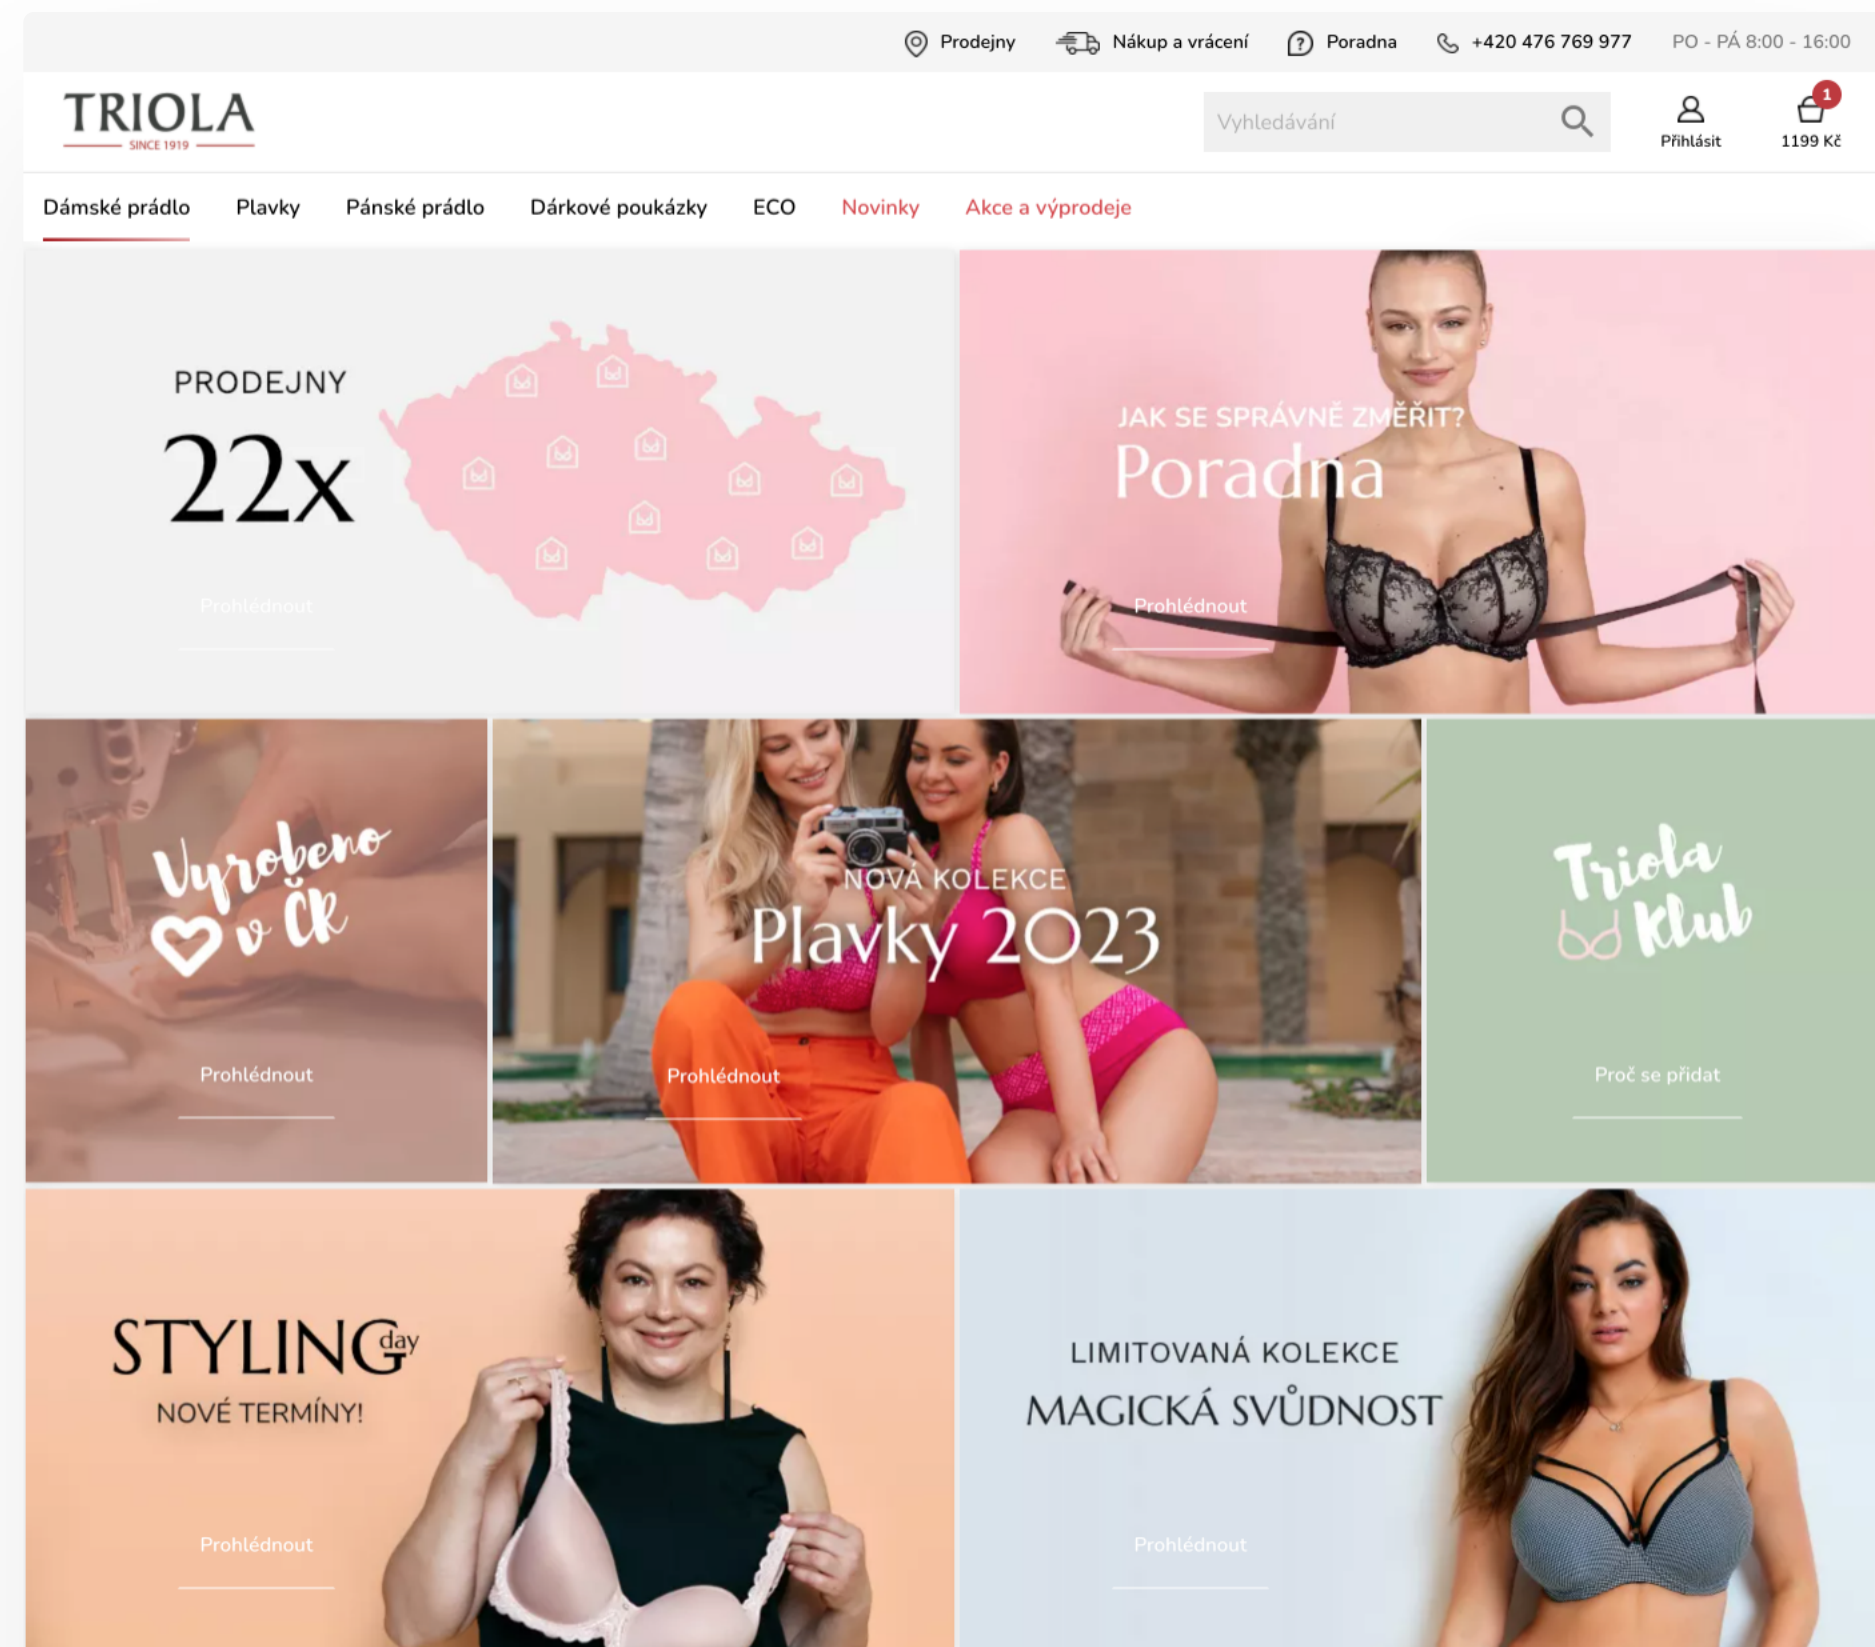 Prodejny
Nákup a vrácení
Poradna
+420 476 769 977
PO - PÁ 8:00 - 16:00
TRIOLA
SINCE 1919
Vyhledávání
Přihlásit
1
1199 Kč
Dámské prádlo
Plavky
Pánské prádlo
Dárkové poukázky
ECO
Novinky
Akce a výprodeje
PRODEJNY
22x
Prohlédnout
JAK SE SPRÁVNĚ ZMĚŘIT?
Poradna
Prohlédnout
Vyrobeno
v ČR
Prohlédnout
NOVÁ KOLEKCE
Plavky 2023
Prohlédnout
Triola
Klub
Proč se přidat
STYLING day
NOVÉ TERMÍNY!
Prohlédnout
LIMITOVANÁ KOLEKCE
MAGICKÁ SVŮDNOST
Prohlédnout